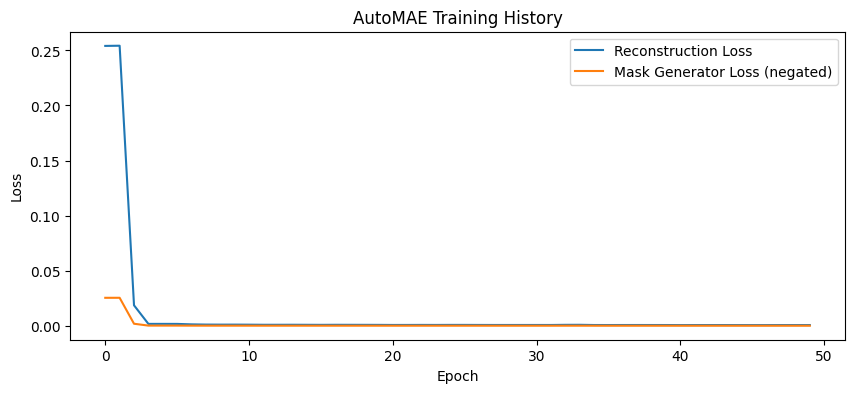 AutoMAE Training History
Reconstruction Loss
Mask Generator Loss (negated)
Loss
0.25
0.20
0.15
0.10
0.05
0.00
0 10 20 30 40 50
Epoch